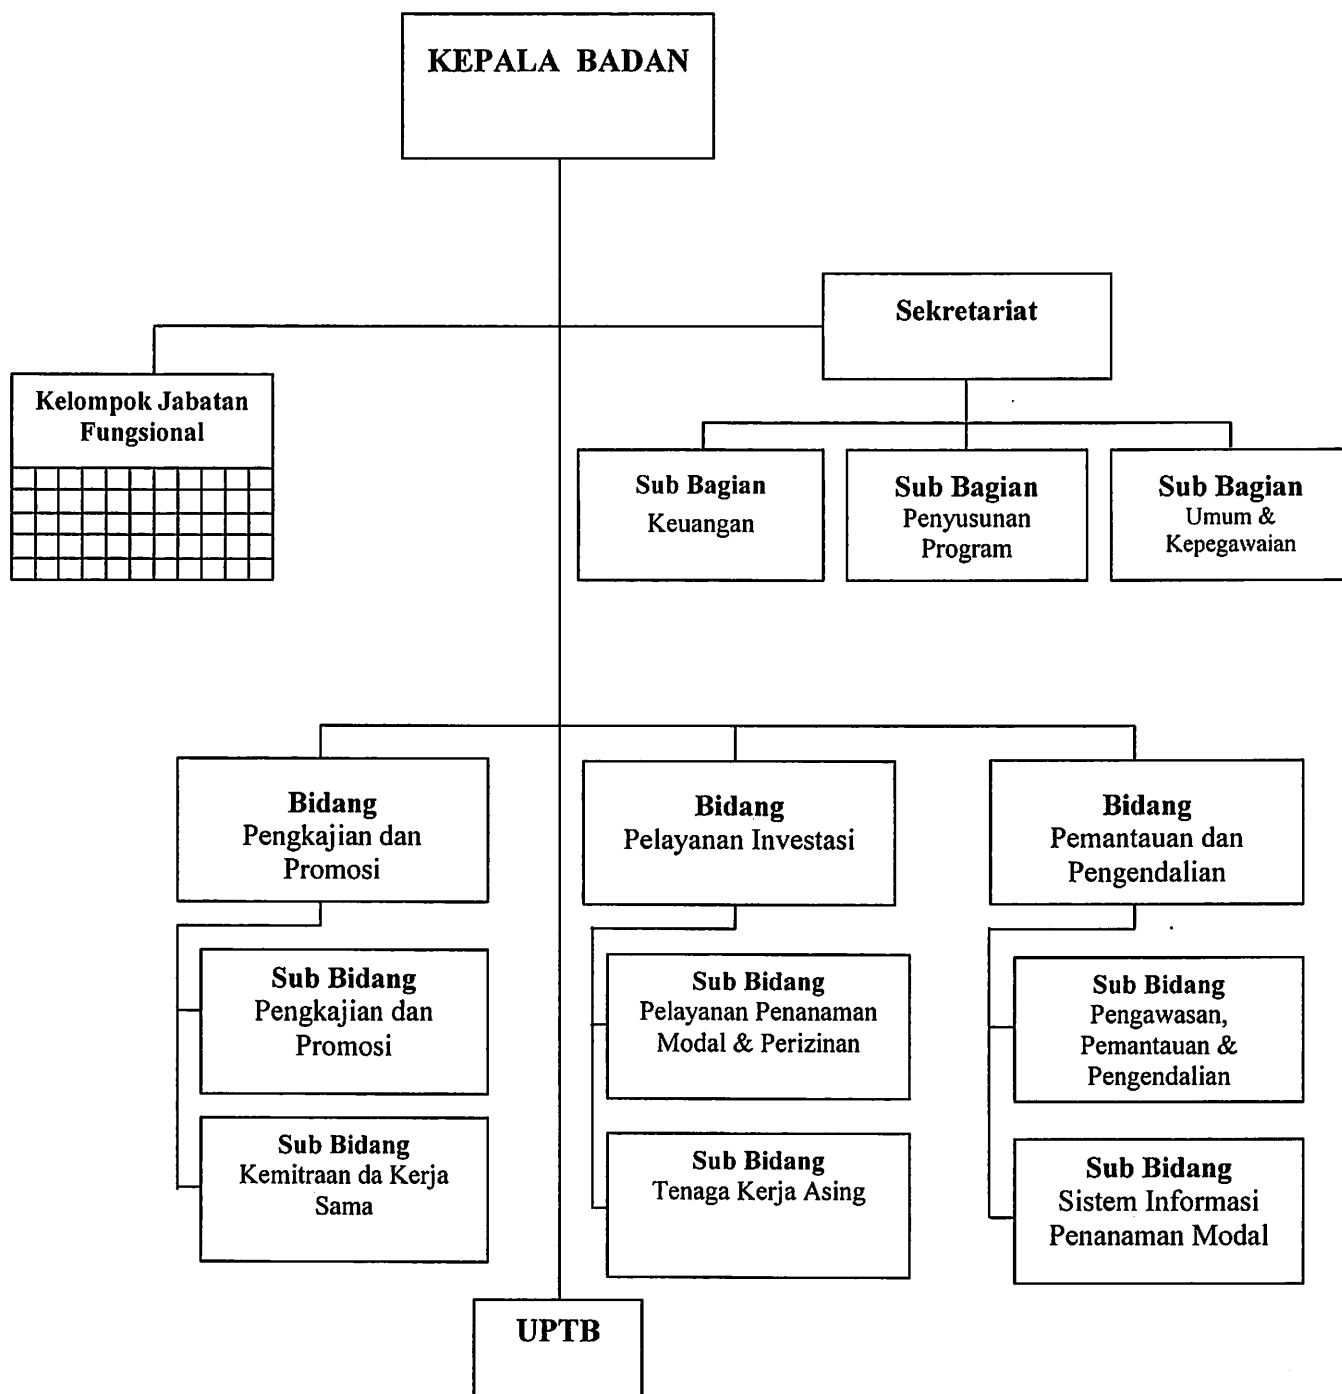 KEPALA BADAN
Sekretariat
Kelompok Jabatan
Fungsional
Sub Bagian
Keuangan
Sub Bagian
Penyusunan
Program
Sub Bagian
Umum &
Kepegawaian
Bidang
Pengkajian dan
Promosi
Bidang
Pelayanan Investasi
Bidang
Pemantauan dan
Pengendalian
Sub Bidang
Pengkajian dan
Promosi
Sub Bidang
Pelayanan Penanaman
Modal & Perizinan
Sub Bidang
Pengawasan,
Pemantauan &
Pengendalian
Sub Bidang
Kemitraan da Kerja
Sama
Sub Bidang
Tenaga Kerja Asing
Sub Bidang
Sistem Informasi
Penanaman Modal
UPTB